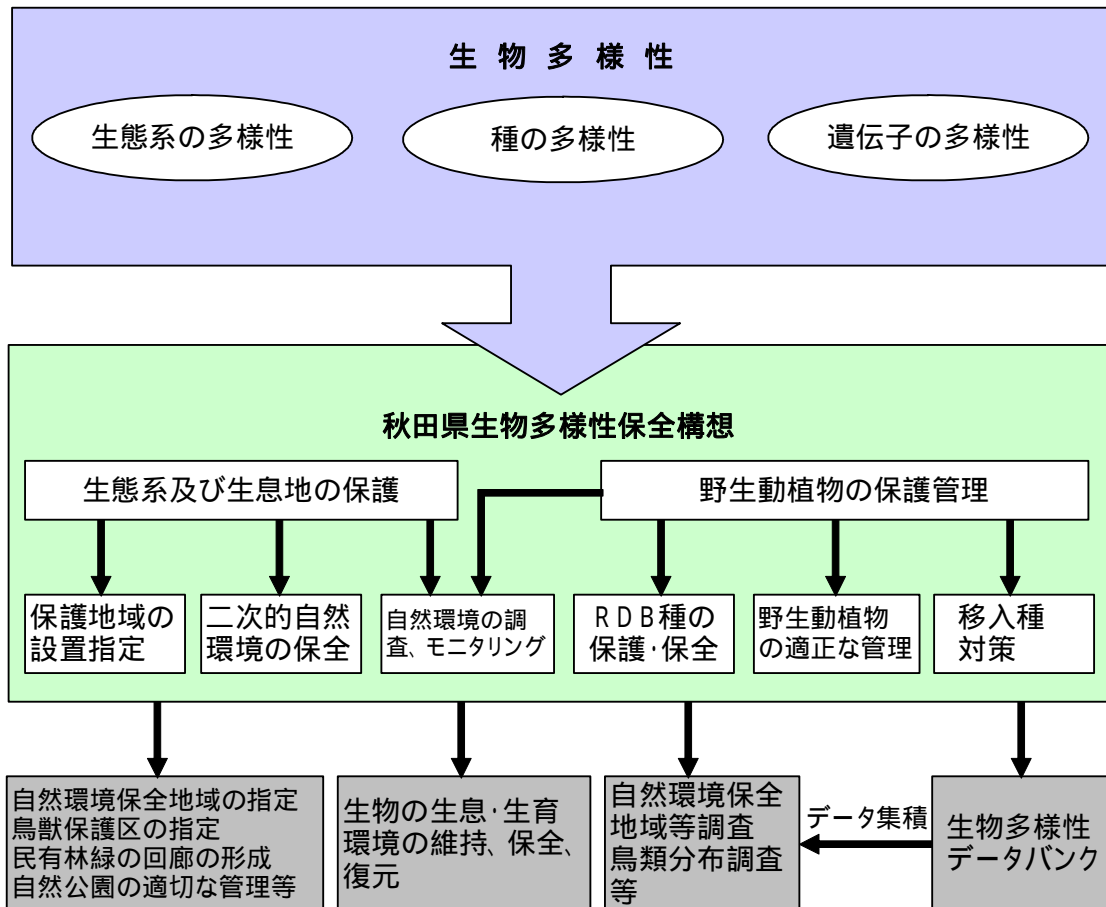 生物多様性
生態系の多様性
種の多様性
遺伝子の多様性
秋田県生物多様性保全構想
生態系及び生息地の保護
野生動植物の保護管理
保護地域の
設置指定
二次的自然
環境の保全
自然環境の調
査、モニタリング
RDB種の
保護・保全
野生動植物
の適正な管理
移入種
対策
自然環境保全地域の指定
鳥獣保護区の指定
民有林緑の回廊の形成
自然公園の適切な管理等
生物の生息・生育
環境の維持、保全、
復元
自然環境保全
地域等調査
鳥類分布調査
等
データ集積
生物多様性
データバンク